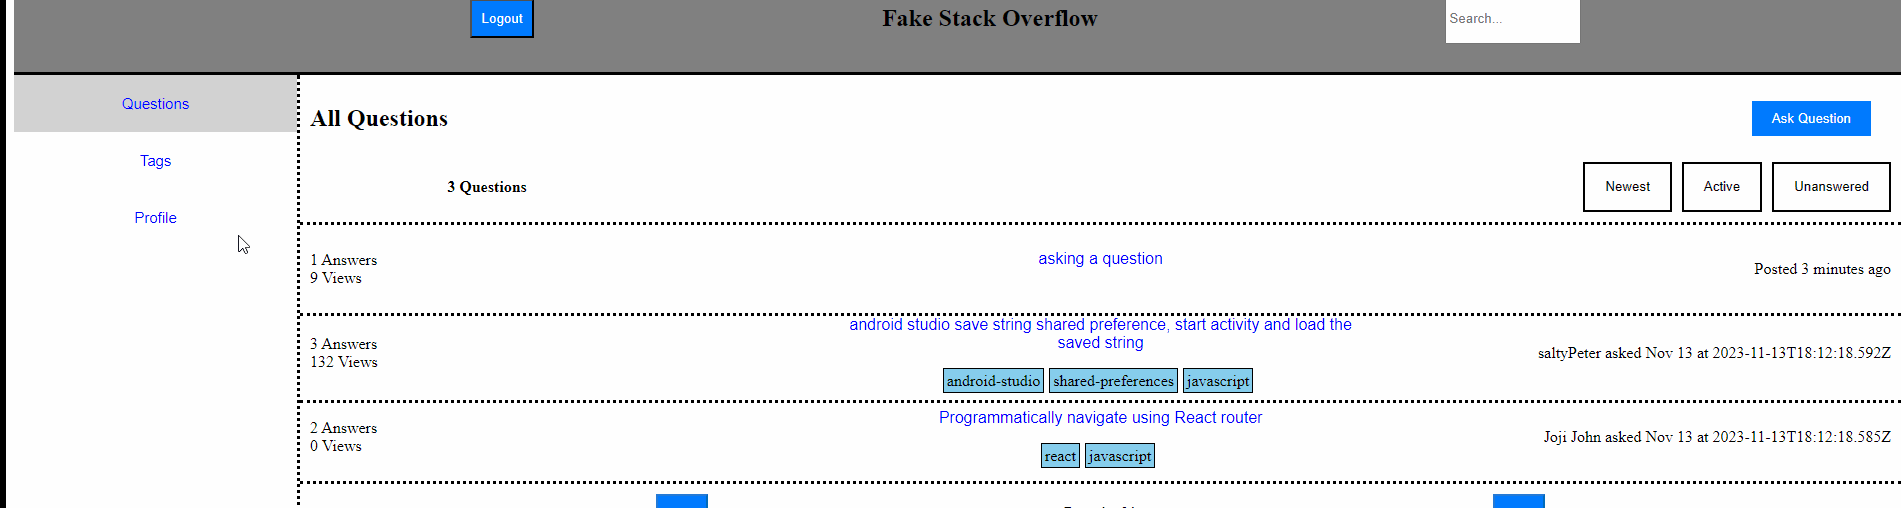 Logout
Fake Stack Overflow
Search...
Questions
Tags
Profile
All Questions
Ask Question
3 Questions
Newest
Active
Unanswered
1 Answers
9 Views
asking a question
Posted 3 minutes ago
3 Answers
132 Views
android studio save string shared preference, start activity and load the
saved string
android-studio shared-preferences javascript
saltyPeter asked Nov 13 at 2023-11-13T18:12:18.592Z
2 Answers
0 Views
Programmatically navigate using React router
react javascript
Joji John asked Nov 13 at 2023-11-13T18:12:18.585Z